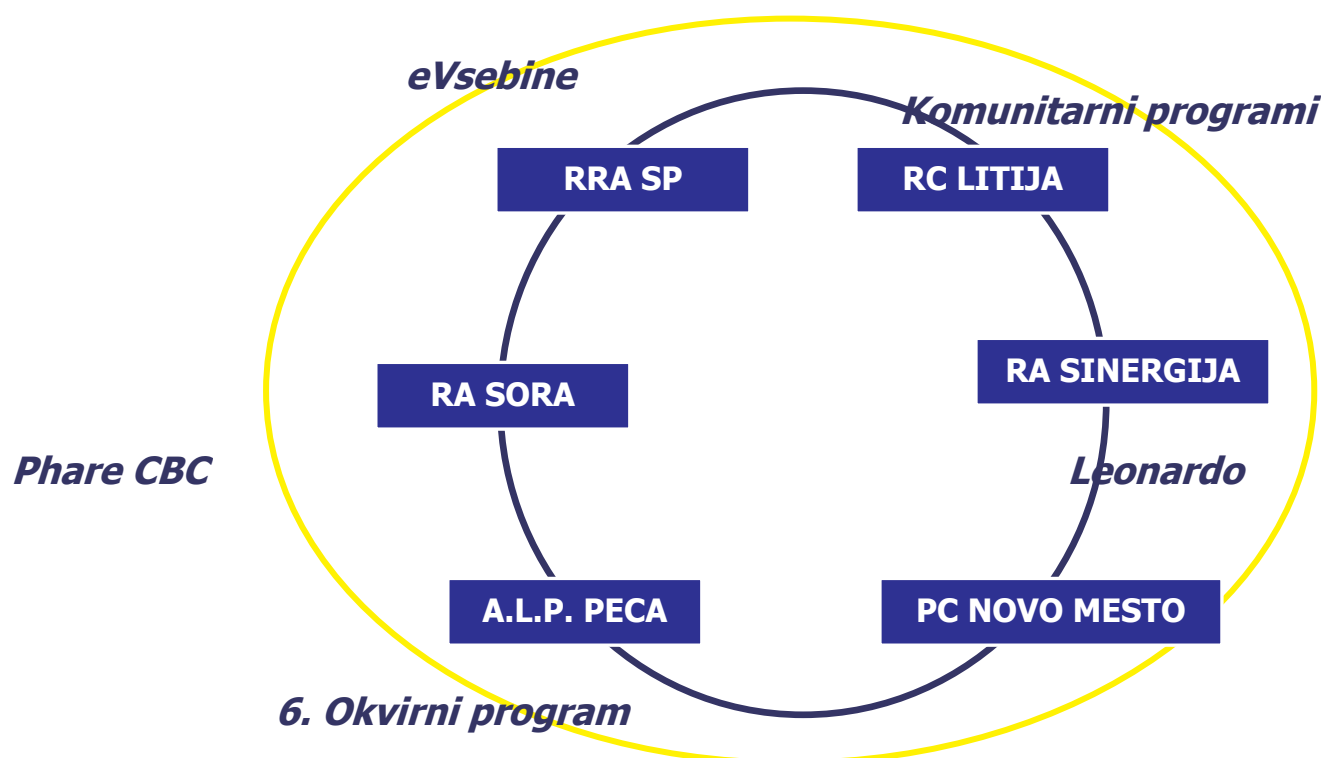 eVsebine
Komunitarni programi
RRA SP
RC LITIJA
RA SINERGIJA
RA SORA
Phare CBC
Leonardo
A.L.P. PECA
PC NOVO MESTO
6. Okvirni program